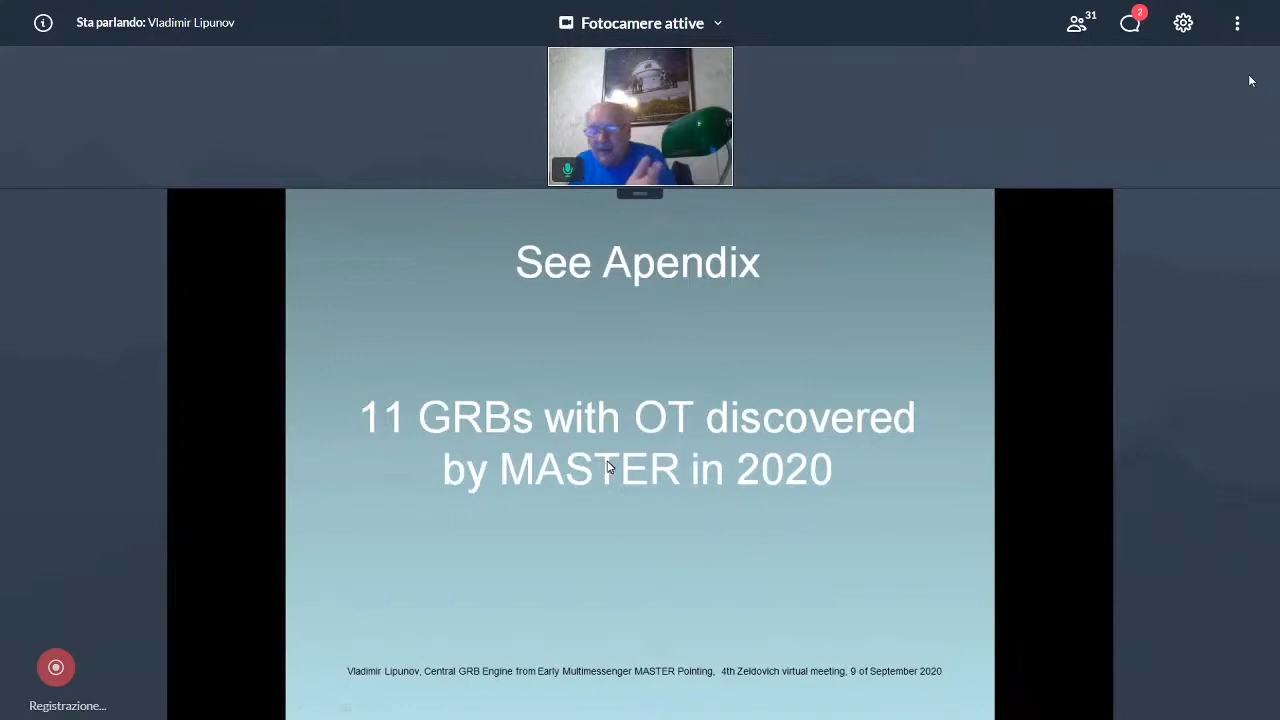 Sta parlando: Vladimir Lipunov
Fotocamere attive
31
2
See Apendix
11 GRBs with OT discovered
by MASTER in 2020
Vladimir Lipunov, Central GRB Engine from Early Multimessenger MASTER Pointing, 4th Zeldovich virtual meeting, 9 of September 2020
Registrazione...